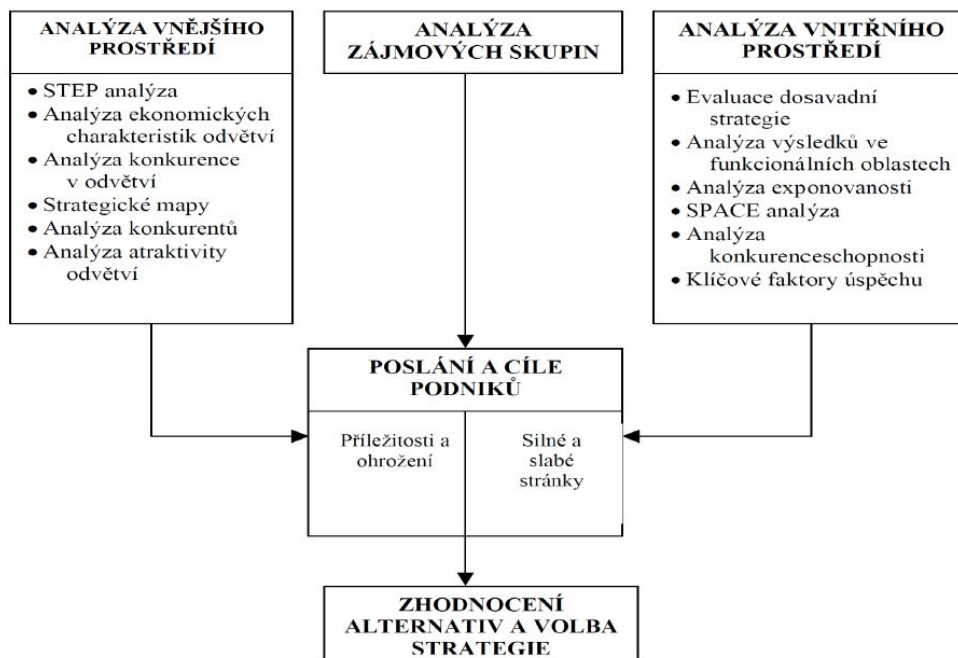 ANALÝZA VNĚJŠÍHO
PROSTŘEDÍ
• STEP analýza
• Analýza ekonomických
charakteristik odvětví
• Analýza konkurence
v odvětví
• Strategické mapy
• Analýza konkurentů
• Analýza atraktivity
odvětví
ANALÝZA
ZÁJMOVÝCH SKUPIN
ANALÝZA VNITŘNÍHO
PROSTŘEDÍ
• Evaluace dosavadní
strategie
• Analýza výsledků ve
funkcionálních oblastech
• Analýza exponovanosti
• SPACE analýza
• Analýza
konkurenceschopnosti
• Klíčové faktory úspěchu
POSLÁNÍ A CÍLE
PODNIKŮ
Příležitosti a
ohrožení
Silné a
slabé
stránky
ZHODNOCENÍ
ALTERNATIV A VOLBA
STRATEGIE